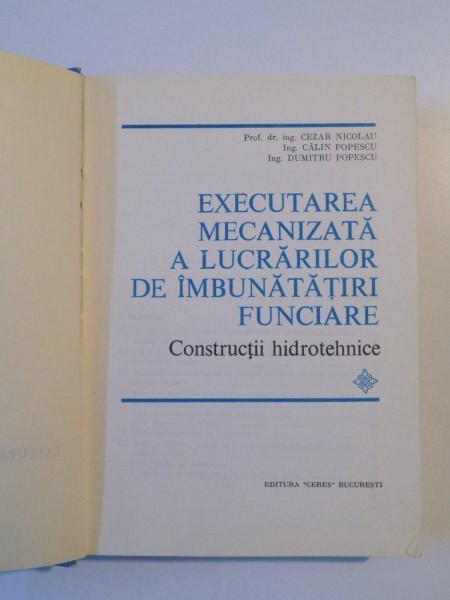 Prof. dr. ing. CEZAR NICOLAU
Ing. CĂLIN POPESCU
Ing. DUMITRU POPESCU
EXECUTAREA
MECANIZATĂ
A LUCRĂRILOR
DE ÎMBUNĂTĂȚIRI
FUNCIARE
Construcții hidrotehnice
EDITURA "CERES" BUCUREȘTI